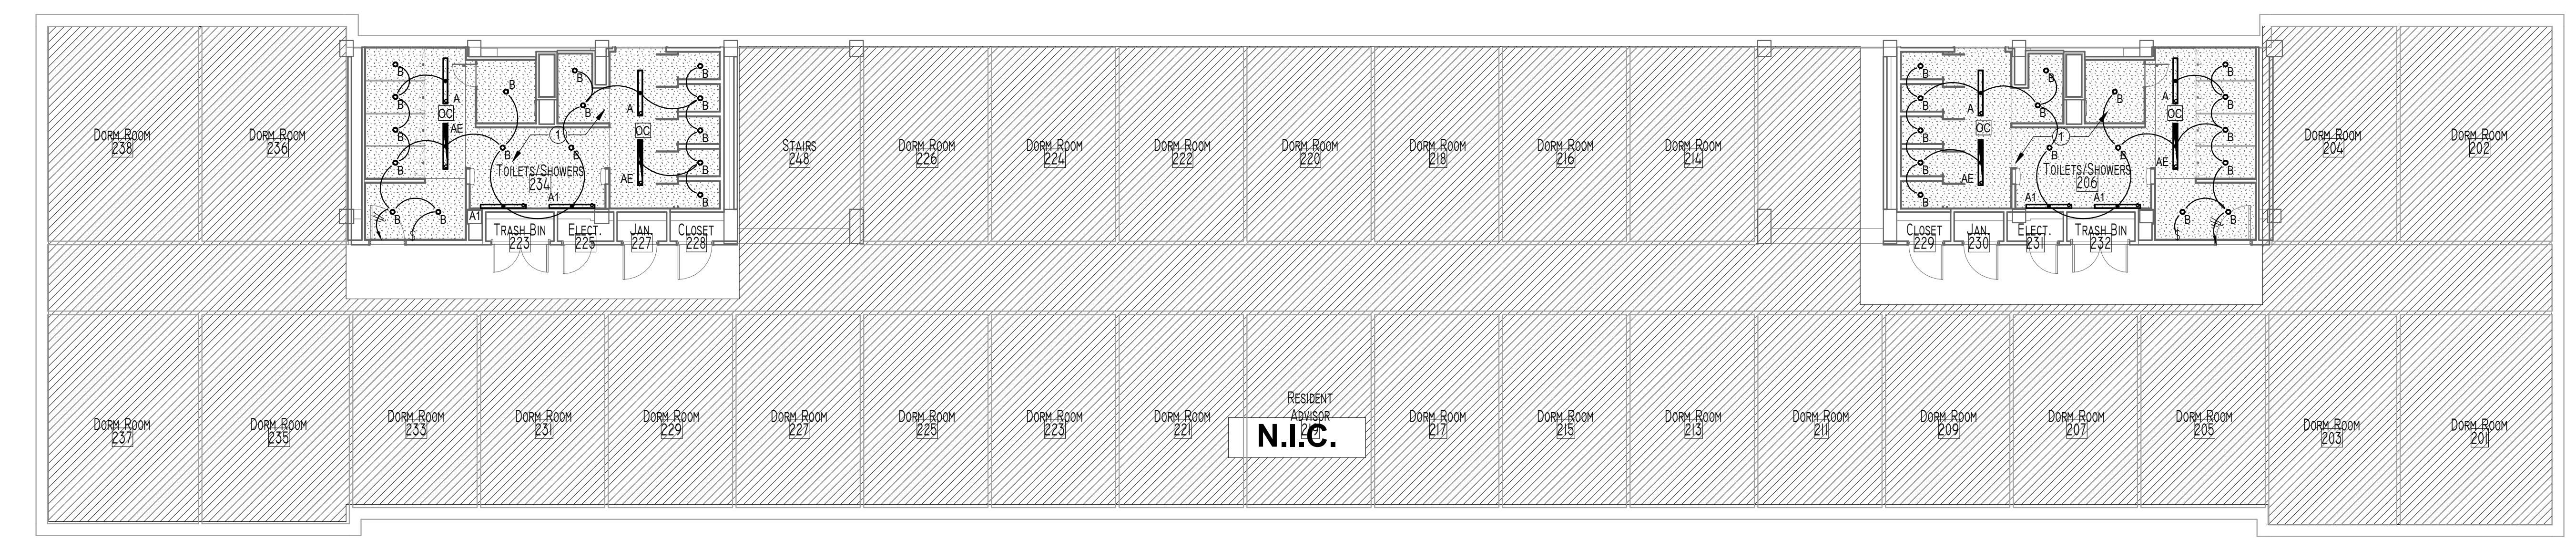 DORM ROOM
238
DORM ROOM
236
B
B
B
B
B
B
A
OC
AE
B
B
B
B
B
1
A
OC
AE
B
B
B
B
B
TOILETS/SHOWERS
234
A1
A1
TRASH BIN
223
ELECT.
225
JAN.
227
CLOSET
228
STAIRS
248
DORM ROOM
226
DORM ROOM
224
DORM ROOM
222
DORM ROOM
220
DORM ROOM
218
DORM ROOM
216
DORM ROOM
214
B
B
B
B
B
A
OC
AE
B
B
B
B
B
1
A
OC
AE
B
B
B
B
B
B
TOILETS/SHOWERS
206
A1
A1
CLOSET
229
JAN.
230
ELECT.
231
TRASH BIN
232
DORM ROOM
204
DORM ROOM
202
DORM ROOM
237
DORM ROOM
235
DORM ROOM
233
DORM ROOM
231
DORM ROOM
229
DORM ROOM
227
DORM ROOM
225
DORM ROOM
223
DORM ROOM
221
RESIDENT
ADVISOR
N.I.C.
DORM ROOM
217
DORM ROOM
215
DORM ROOM
213
DORM ROOM
211
DORM ROOM
209
DORM ROOM
207
DORM ROOM
205
DORM ROOM
203
DORM ROOM
201